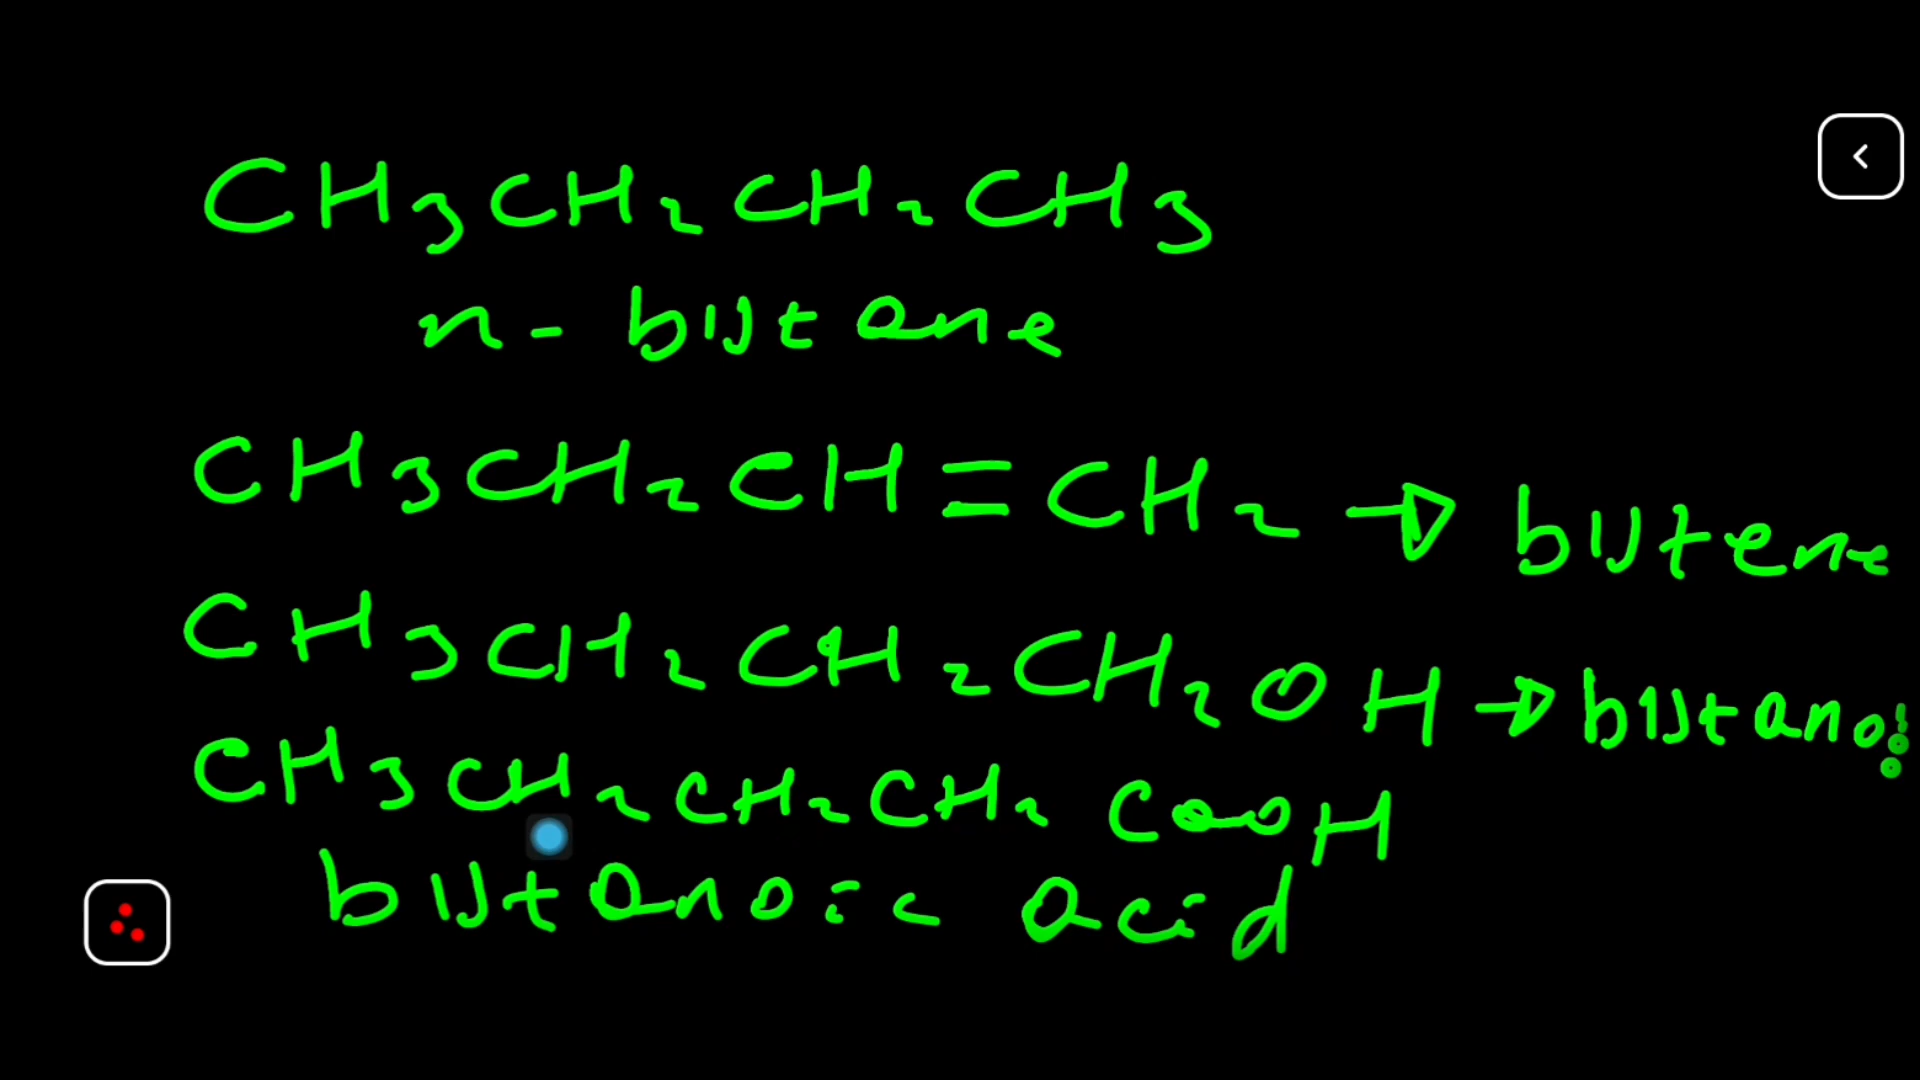 CH3CH2CH2CH3
n-butane
CH3CH2CH=CH2 → butene
CH3CH2CH2CH2OH → butanol
CH3CH2CH2CH2COOH
butanoic acid